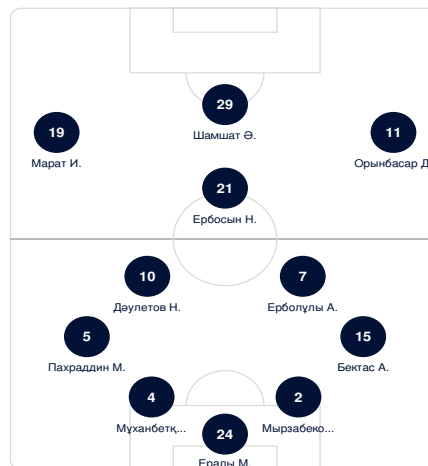 29
19
11
Шамшат Ә.
Марат И.
Орынбасар Д
21
Ербосын Н.
10
7
Дәулетов Н.
Ерболұлы А.
5
15
Пахраддин М.
Бектас А.
4
2
Мұханбетқ...
Мырзабеко...
24
Ералы М